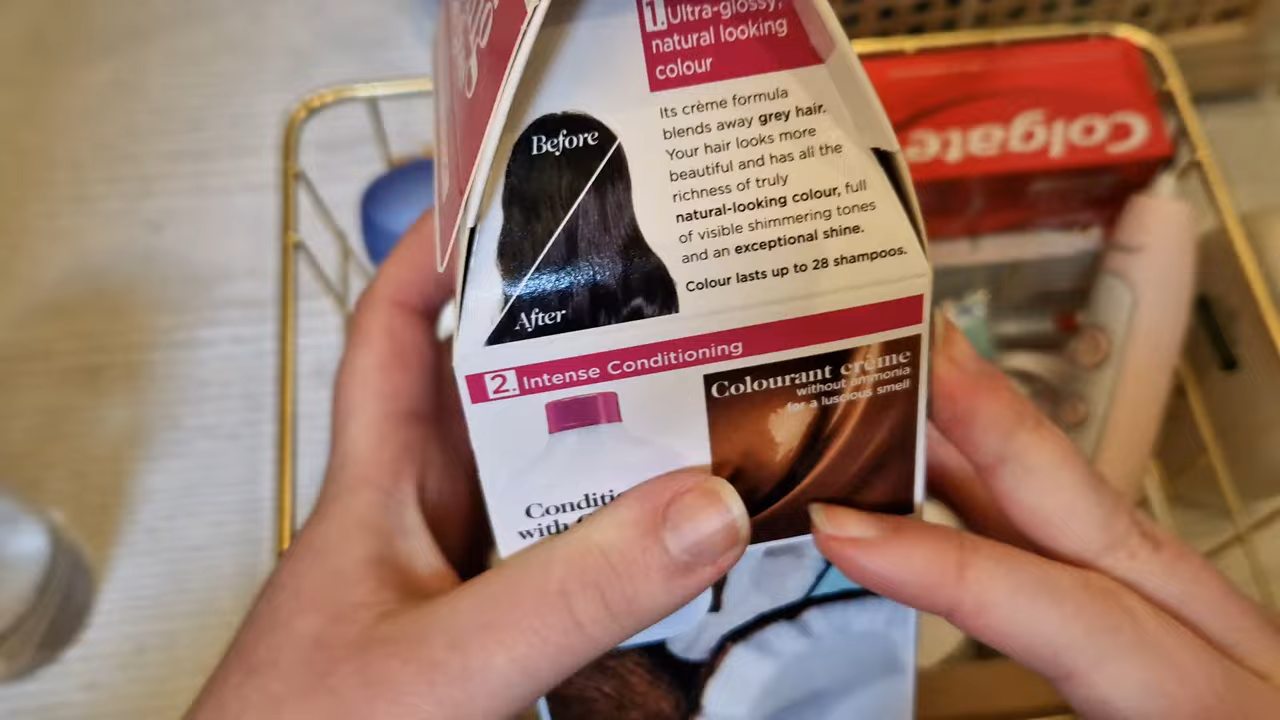 1. Ultra-glossy,
natural looking
colour
Its crème formula
blends away grey hair.
Your hair looks more
beautiful and has all the
richness of truly
natural-looking colour, full
of visible shimmering tones
and an exceptional shine.
Colour lasts up to 28 shampoos.
Before
After
2. Intense Conditioning
Colourant crème
without ammonia
for a luscious smell
with
Colgate